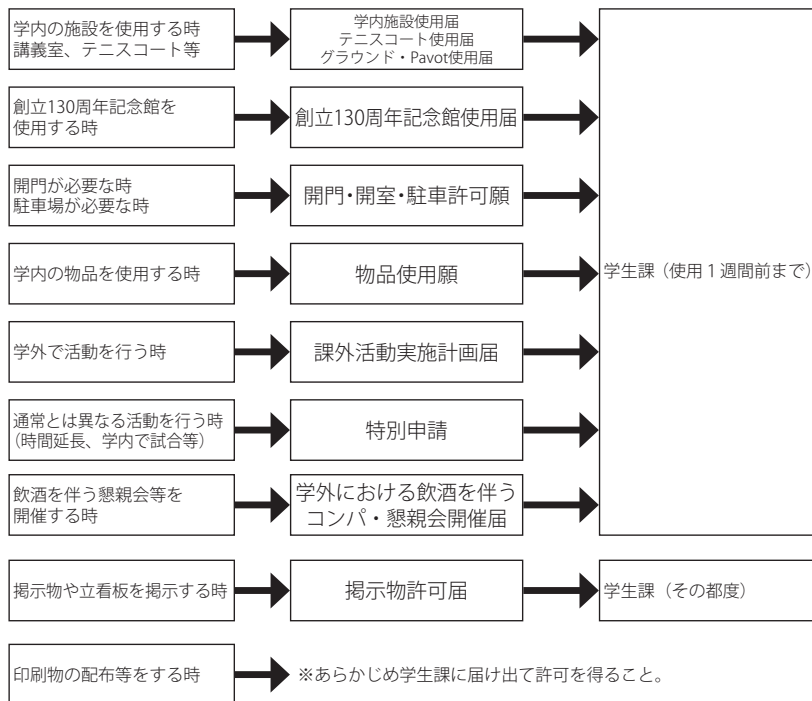 学内の施設を使用する時
講義室、テニスコート等
学内施設使用届
テニスコート使用届
グラウンド・Pavot使用届
創立130周年記念館を
使用する時
創立130周年記念館使用届
開門が必要な時
駐車場が必要な時
開門・開室・駐車許可願
学内の物品を使用する時
物品使用願
学生課（使用１週間前まで）
学外で活動を行う時
課外活動実施計画届
通常とは異なる活動を行う時
（時間延長、学内で試合等）
特別申請
飲酒を伴う懇親会等を
開催する時
学外における飲酒を伴う
コンパ・懇親会開催届
掲示物や立看板を掲示する時
掲示物許可届
学生課（その都度）
印刷物の配布等をする時
※あらかじめ学生課に届け出て許可を得ること。